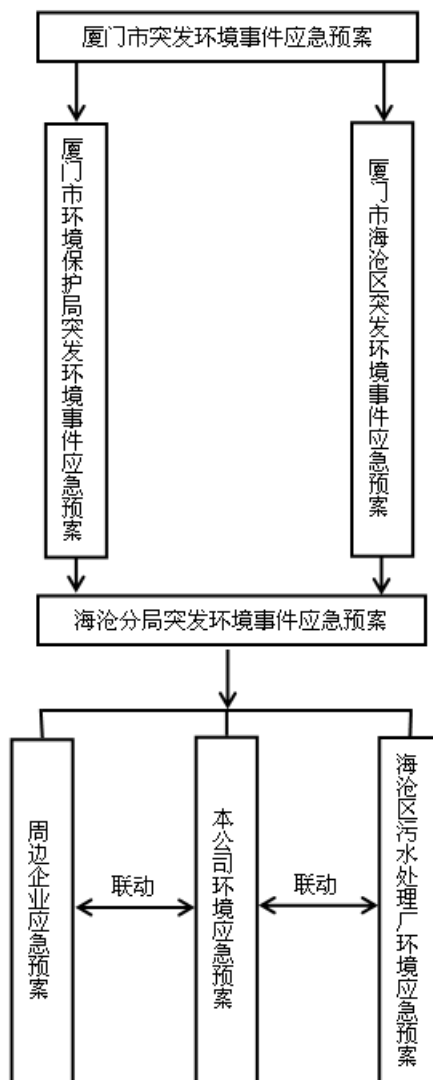 厦门市突发环境事件应急预案
厦门市环境保护局突发环境事件应急预案
厦门市海沧区突发环境事件应急预案
海沧分局突发环境事件应急预案
周边企业应急预案
联动
本公司环境应急预案
联动
海沧区污水处理厂环境应急预案